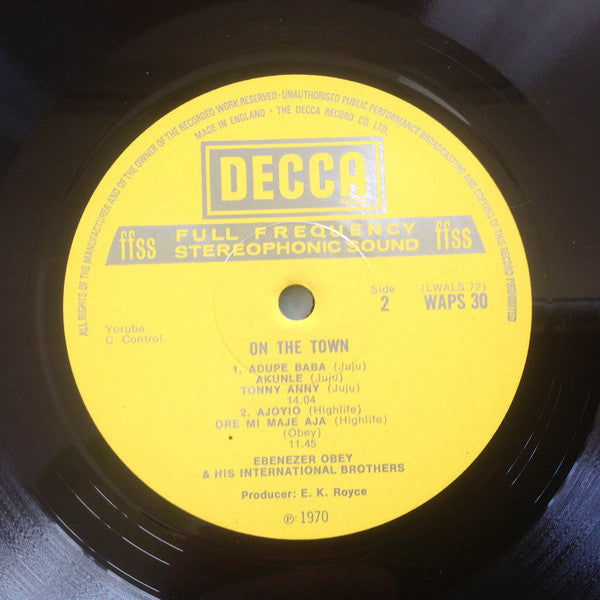 ALL RIGHTS OF THE MANUFACTURER AND OF THE OWNER OF THE RECORDED WORK RESERVED · UNAUTHORISED PUBLIC PERFORMANCE BROADCASTING AND COPYING OF THIS RECORD PROHIBITED
MADE IN ENGLAND · THE DECCA RECORD CO. LTD.
DECCA
ffss FULL FREQUENCY ffss
STEREOPHONIC SOUND
Side (LWALS.72)
2 WAPS 30
Yoruba
C. Control
ON THE TOWN
1. ADUPE BABA (Juju)
AKUNLE (Juju)
TONNY ANNY (Juju)
14.04
2. AJOYIO (Highlife)
ORE MI MAJE AJA (Highlife)
(Obey)
11.45
EBENEZER OBEY
& HIS INTERNATIONAL BROTHERS
Producer: E. K. Royce
℗ 1970